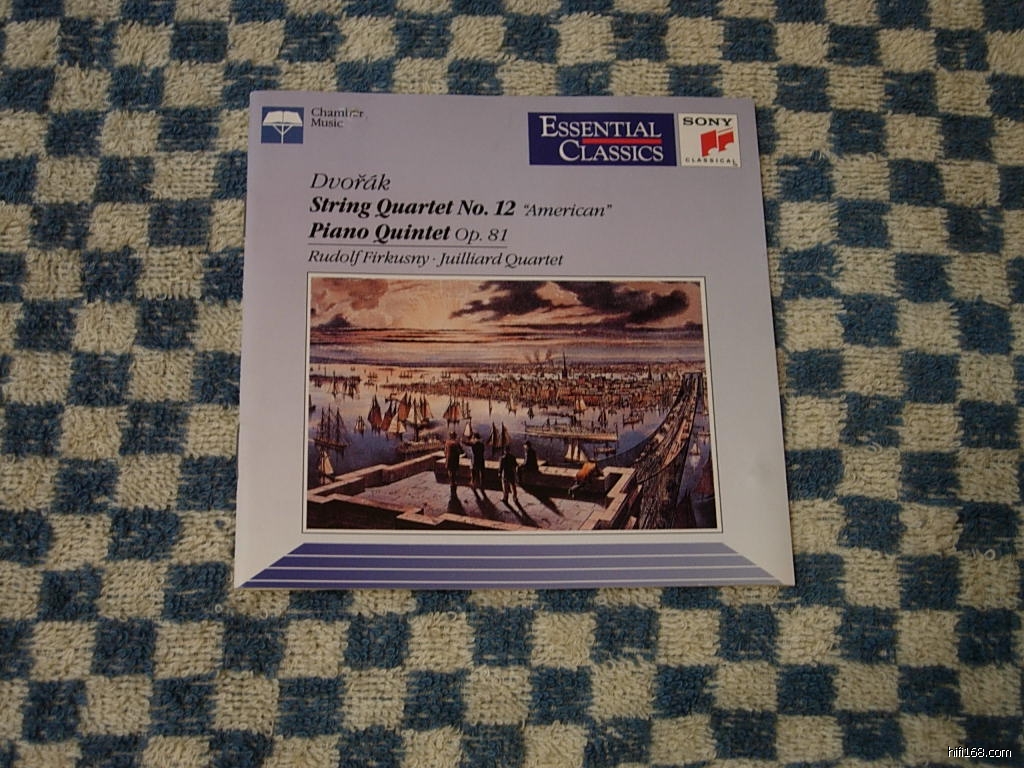 Chamber
Music
ESSENTIAL
CLASSICS
SONY
CLASSICAL
Dvořák
String Quartet No. 12 “American”
Piano Quintet Op. 81
Rudolf Firkusny · Juilliard Quartet
hifi168.com